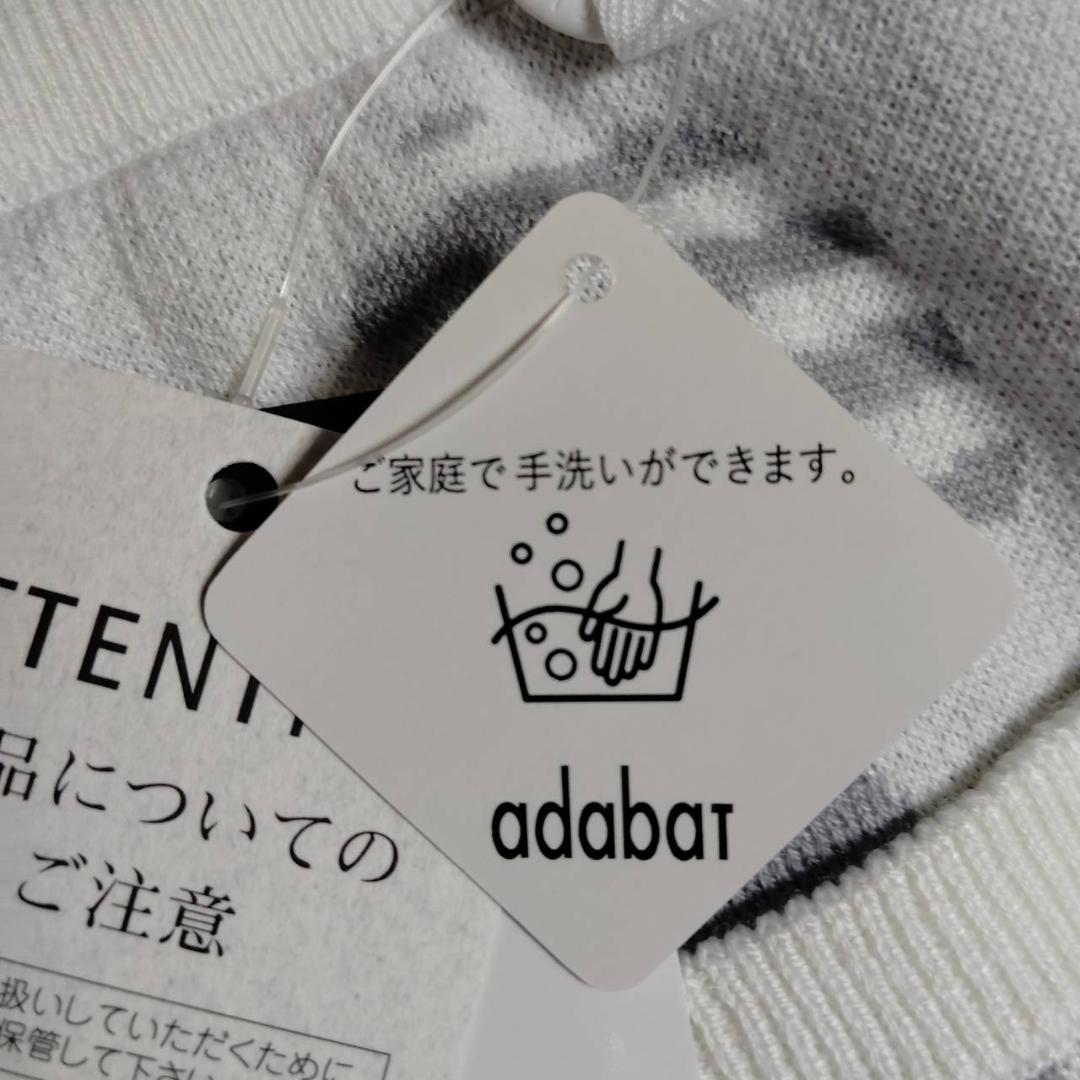 ご家庭で手洗いができます。
adabat
TTENTI
品についての
ご注意
扱いしていただくために
保管して下さい